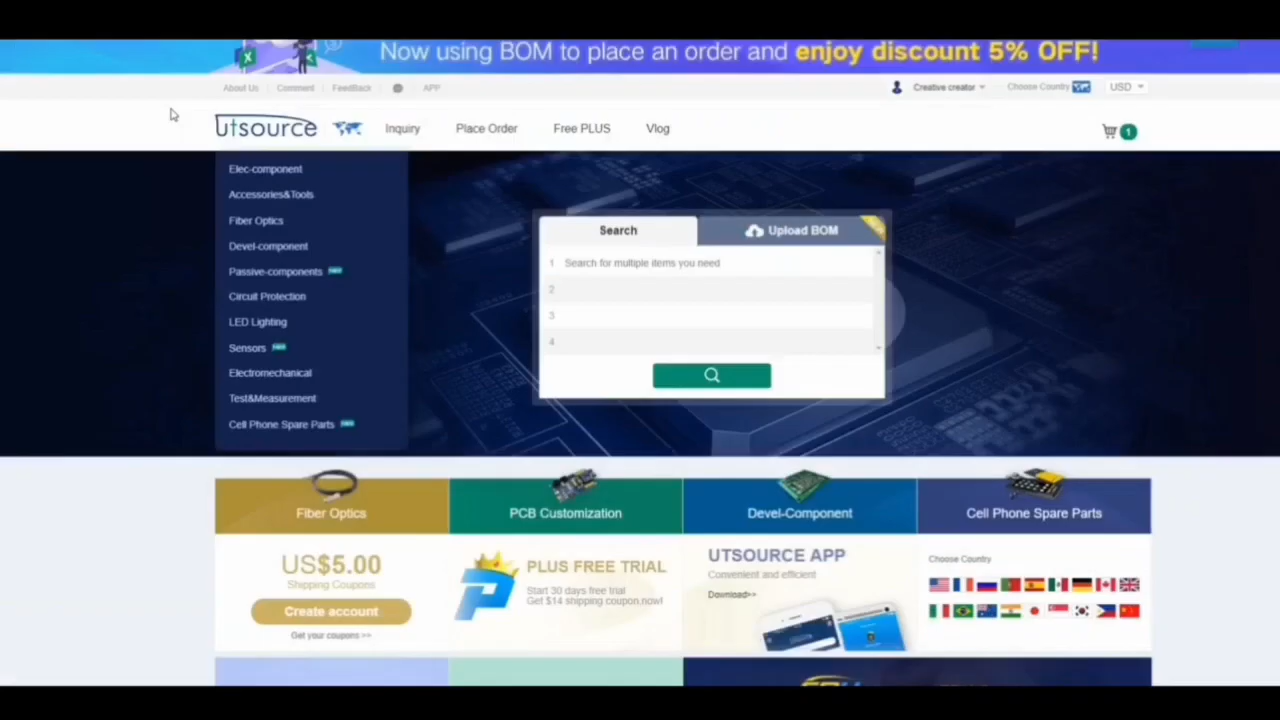 Now using BOM to place an order and enjoy discount 5% OFF!
About Us Comment FeedBack APP Creative creator Choose Country USD
utsource Inquiry Place Order Free PLUS Vlog 1
Elec-component
Accessories&Tools
Fiber Optics
Devel-component
Passive-components
Circuit Protection
LED Lighting
Sensors
Electromechanical
Test&Measurement
Cell Phone Spare Parts
Search Upload BOM
1 Search for multiple items you need
2
3
4
Fiber Optics PCB Customization Devel-Component Cell Phone Spare Parts
US$5.00
Shipping Coupons
Create account
Get your coupons >>
PLUS FREE TRIAL
Start 30 days free trial
Get $14 shipping coupon now!
UTSOURCE APP
Convenient and efficient
Download>>
Choose Country